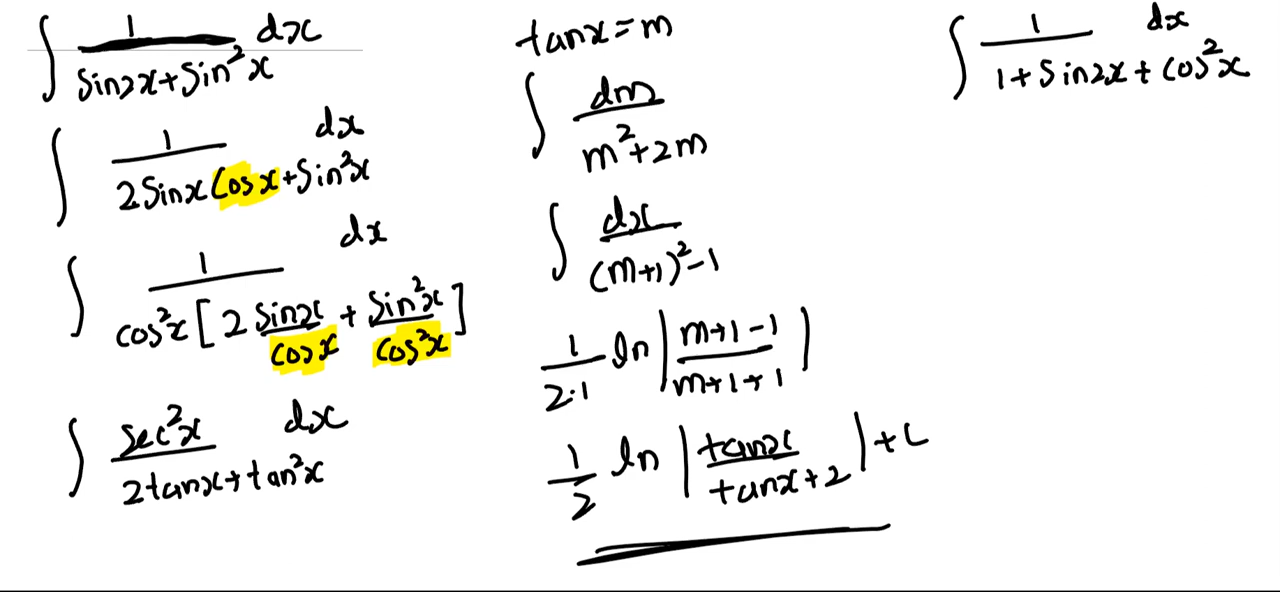 ∫ 1/(sin2x+sin²x) dx
∫ 1/(2sinx cosx+sin²x) dx
∫ 1/(cos²x[2 sinx/cosx + sin²x/cos²x]) dx
∫ sec²x/(2tanx+tan²x) dx
tanx=m
∫ dm/(m²+2m)
∫ dx/((m+1)²-1)
1/(2·1) ln|(m+1-1)/(m+1+1)|
1/2 ln|tanx/(tanx+2)|+c
∫ 1/(1+sin2x+cos²x) dx